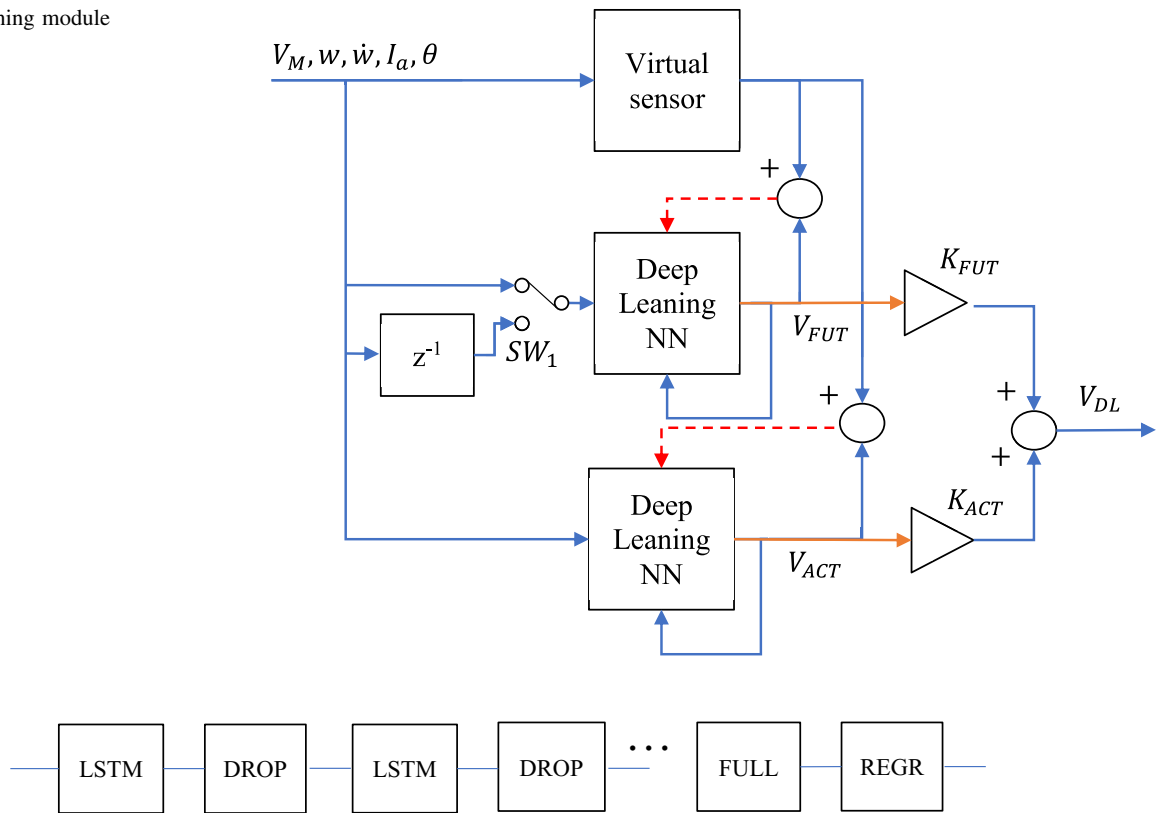 ning module
V_M, w, ẇ, I_a, θ
Virtual
sensor
+
Deep
Leaning
NN
K_FUT
V_FUT
z⁻¹
SW₁
+
+
V_DL
+
Deep
Leaning
NN
K_ACT
V_ACT
LSTM DROP LSTM DROP ... FULL REGR